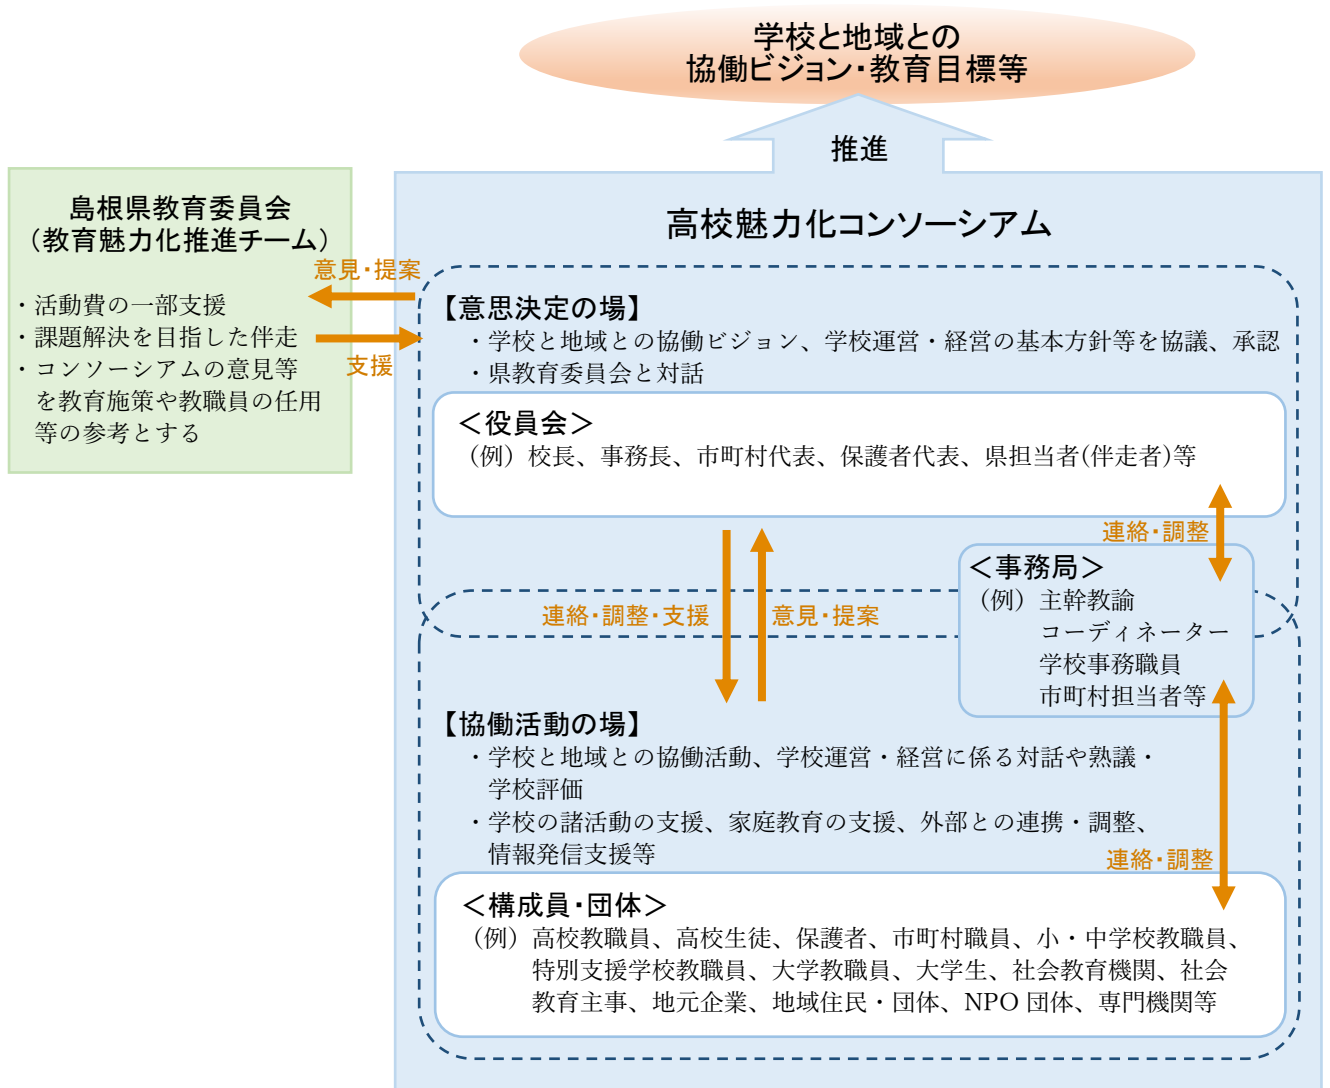 学校と地域との
協働ビジョン・教育目標等
推進
島根県教育委員会
（教育魅力化推進チーム）
・活動費の一部支援
・課題解決を目指した伴走
・コンソーシアムの意見等
を教育施策や教職員の任用
等の参考とする
意見・提案
支援
高校魅力化コンソーシアム
【意思決定の場】
・学校と地域との協働ビジョン、学校運営・経営の基本方針等を協議、承認
・県教育委員会と対話
＜役員会＞
（例）校長、事務長、市町村代表、保護者代表、県担当者(伴走者)等
連絡・調整
＜事務局＞
（例）主幹教諭
コーディネーター
学校事務職員
市町村担当者等
連絡・調整・支援
意見・提案
【協働活動の場】
・学校と地域との協働活動、学校運営・経営に係る対話や熟議・
学校評価
・学校の諸活動の支援、家庭教育の支援、外部との連携・調整、
情報発信支援等
連絡・調整
＜構成員・団体＞
（例）高校教職員、高校生徒、保護者、市町村職員、小・中学校教職員、
特別支援学校教職員、大学教職員、大学生、社会教育機関、社会
教育主事、地元企業、地域住民・団体、NPO 団体、専門機関等